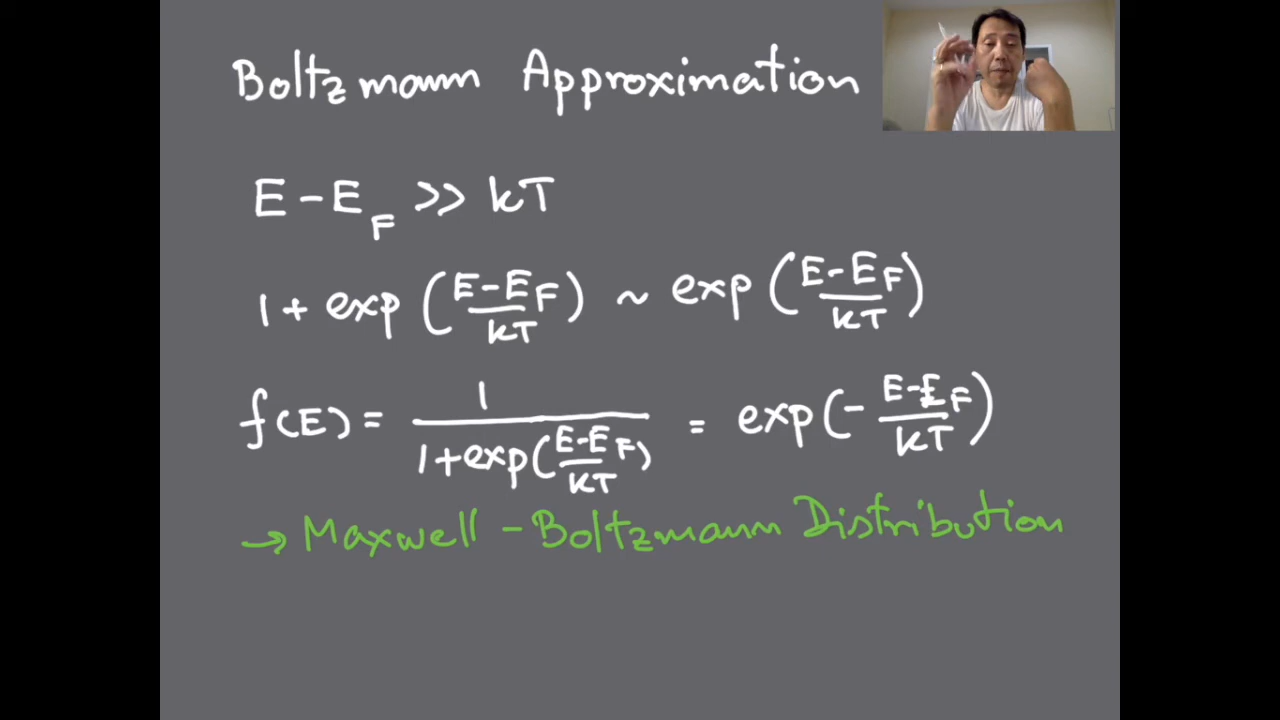 Boltzmann Approximation
E - E_F >> kT
1 + exp((E-E_F)/kT) ~ exp((E-E_F)/kT)
f(E) = 1/(1+exp((E-E_F)/kT)) = exp(-(E-E_F)/kT)
→ Maxwell - Boltzmann Distribution